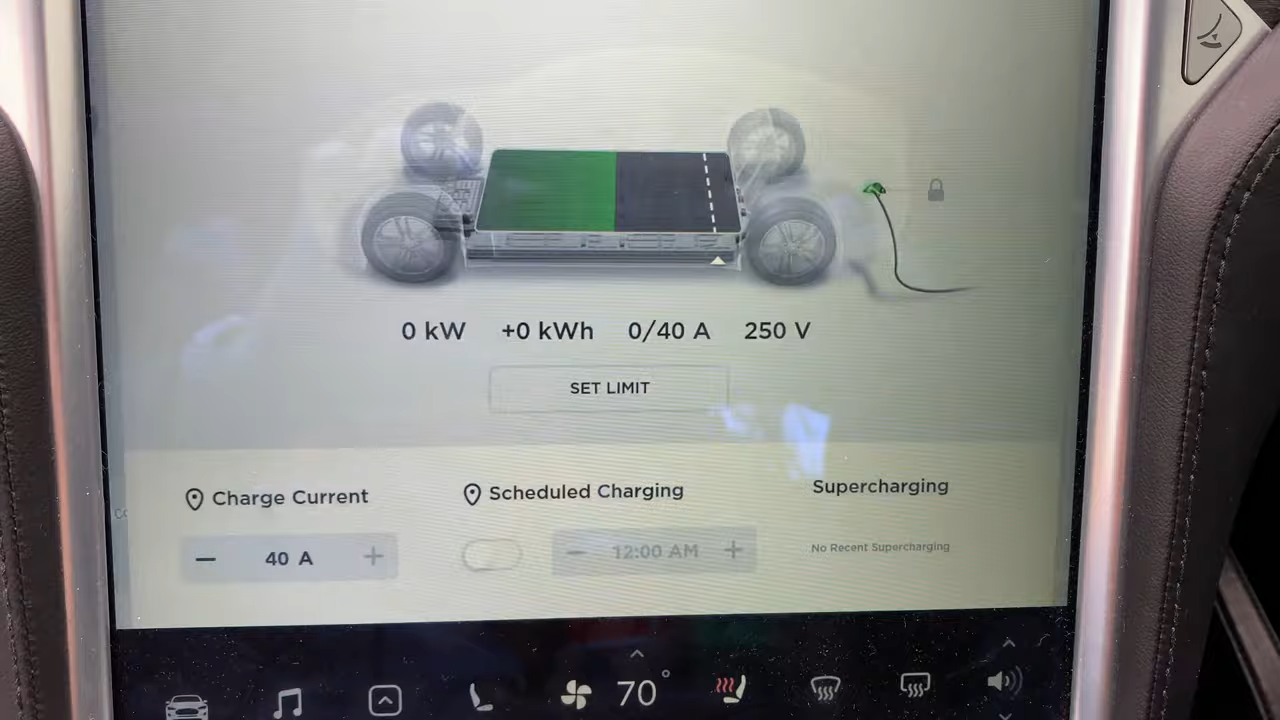 0 kW +0 kWh 0/40 A 250 V
SET LIMIT
Charge Current Scheduled Charging Supercharging
− 40 A + − 12:00 AM + No Recent Supercharging
70°